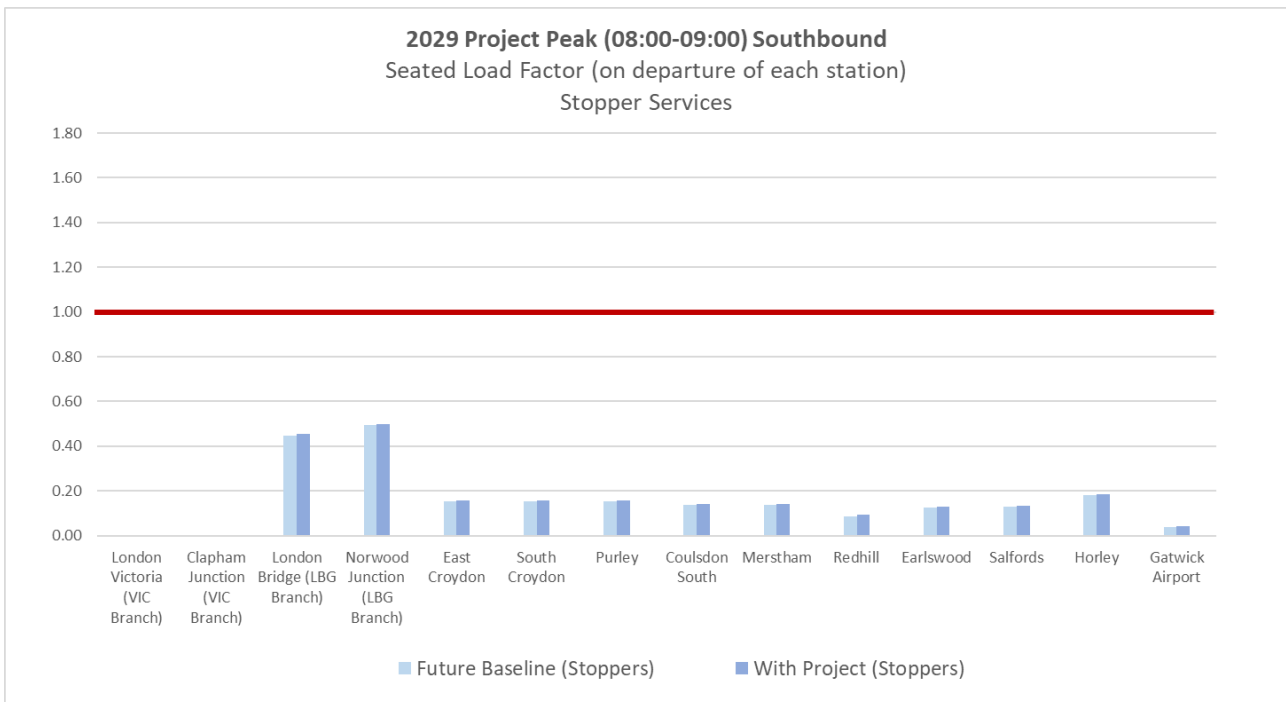 2029 Project Peak (08:00-09:00) Southbound
Seated Load Factor (on departure of each station)
Stopper Services
1.80
1.60
1.40
1.20
1.00
0.80
0.60
0.40
0.20
0.00
London
Victoria
(VIC
Branch)
Clapham
Junction
(VIC
Branch)
London
Bridge (LBG
Branch)
Norwood
Junction
(LBG
Branch)
East
Croydon
South
Croydon
Purley
Coulsdon
South
Merstham
Redhill
Earlswood
Salfords
Horley
Gatwick
Airport
Future Baseline (Stoppers)
With Project (Stoppers)